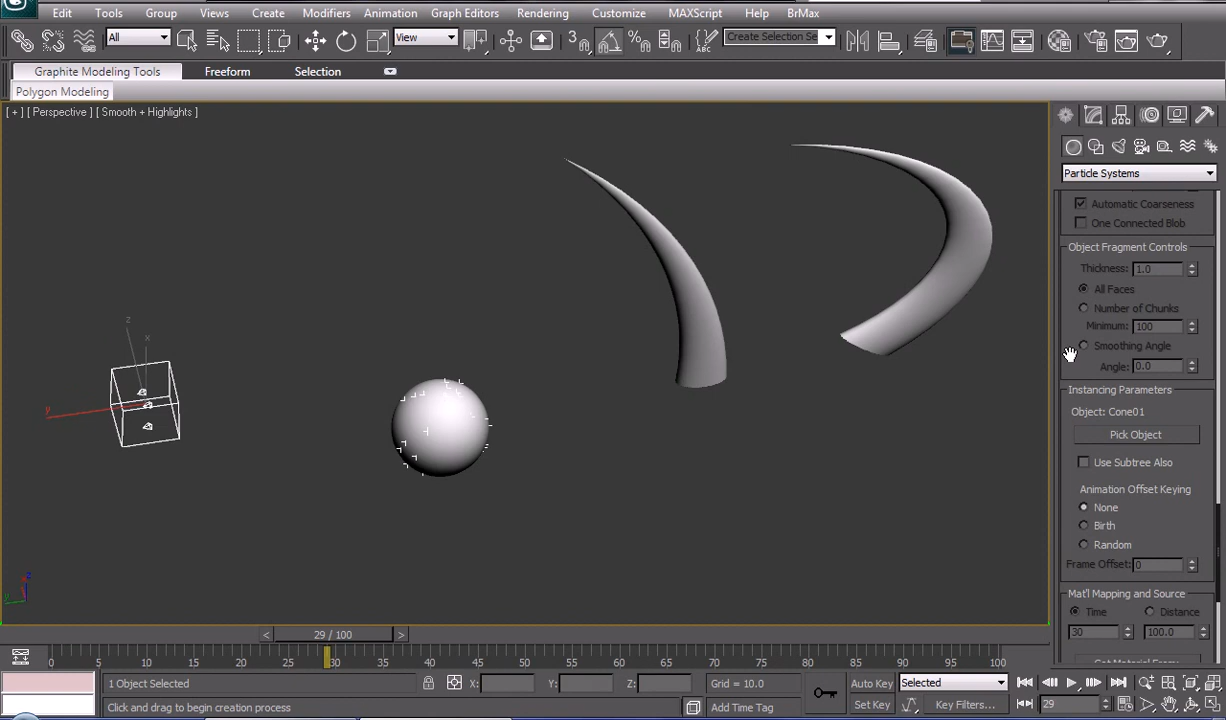 Edit Tools Group Views Create Modifiers Animation Graph Editors Rendering Customize MAXScript Help BrMax
All View 3 Create Selection Se
Graphite Modeling Tools Freeform Selection
Polygon Modeling
[ + ] [ Perspective ] [ Smooth + Highlights ]
Particle Systems
Automatic Coarseness
One Connected Blob
Object Fragment Controls
Thickness: 1.0
All Faces
Number of Chunks
Minimum: 100
Smoothing Angle
Angle: 0.0
Instancing Parameters
Object: Cone01
Pick Object
Use Subtree Also
Animation Offset Keying
None
Birth
Random
Frame Offset: 0
Mat'l Mapping and Source
Time Distance
30 100.0
Get Material From:
z
x
y
z
y
< 29 / 100 >
0 5 10 15 20 25 30 35 40 45 50 55 60 65 70 75 80 85 90 95 100
1 Object Selected X: Y: Z: Grid = 10.0 Auto Key Selected
Click and drag to begin creation process Add Time Tag Set Key Key Filters... 29